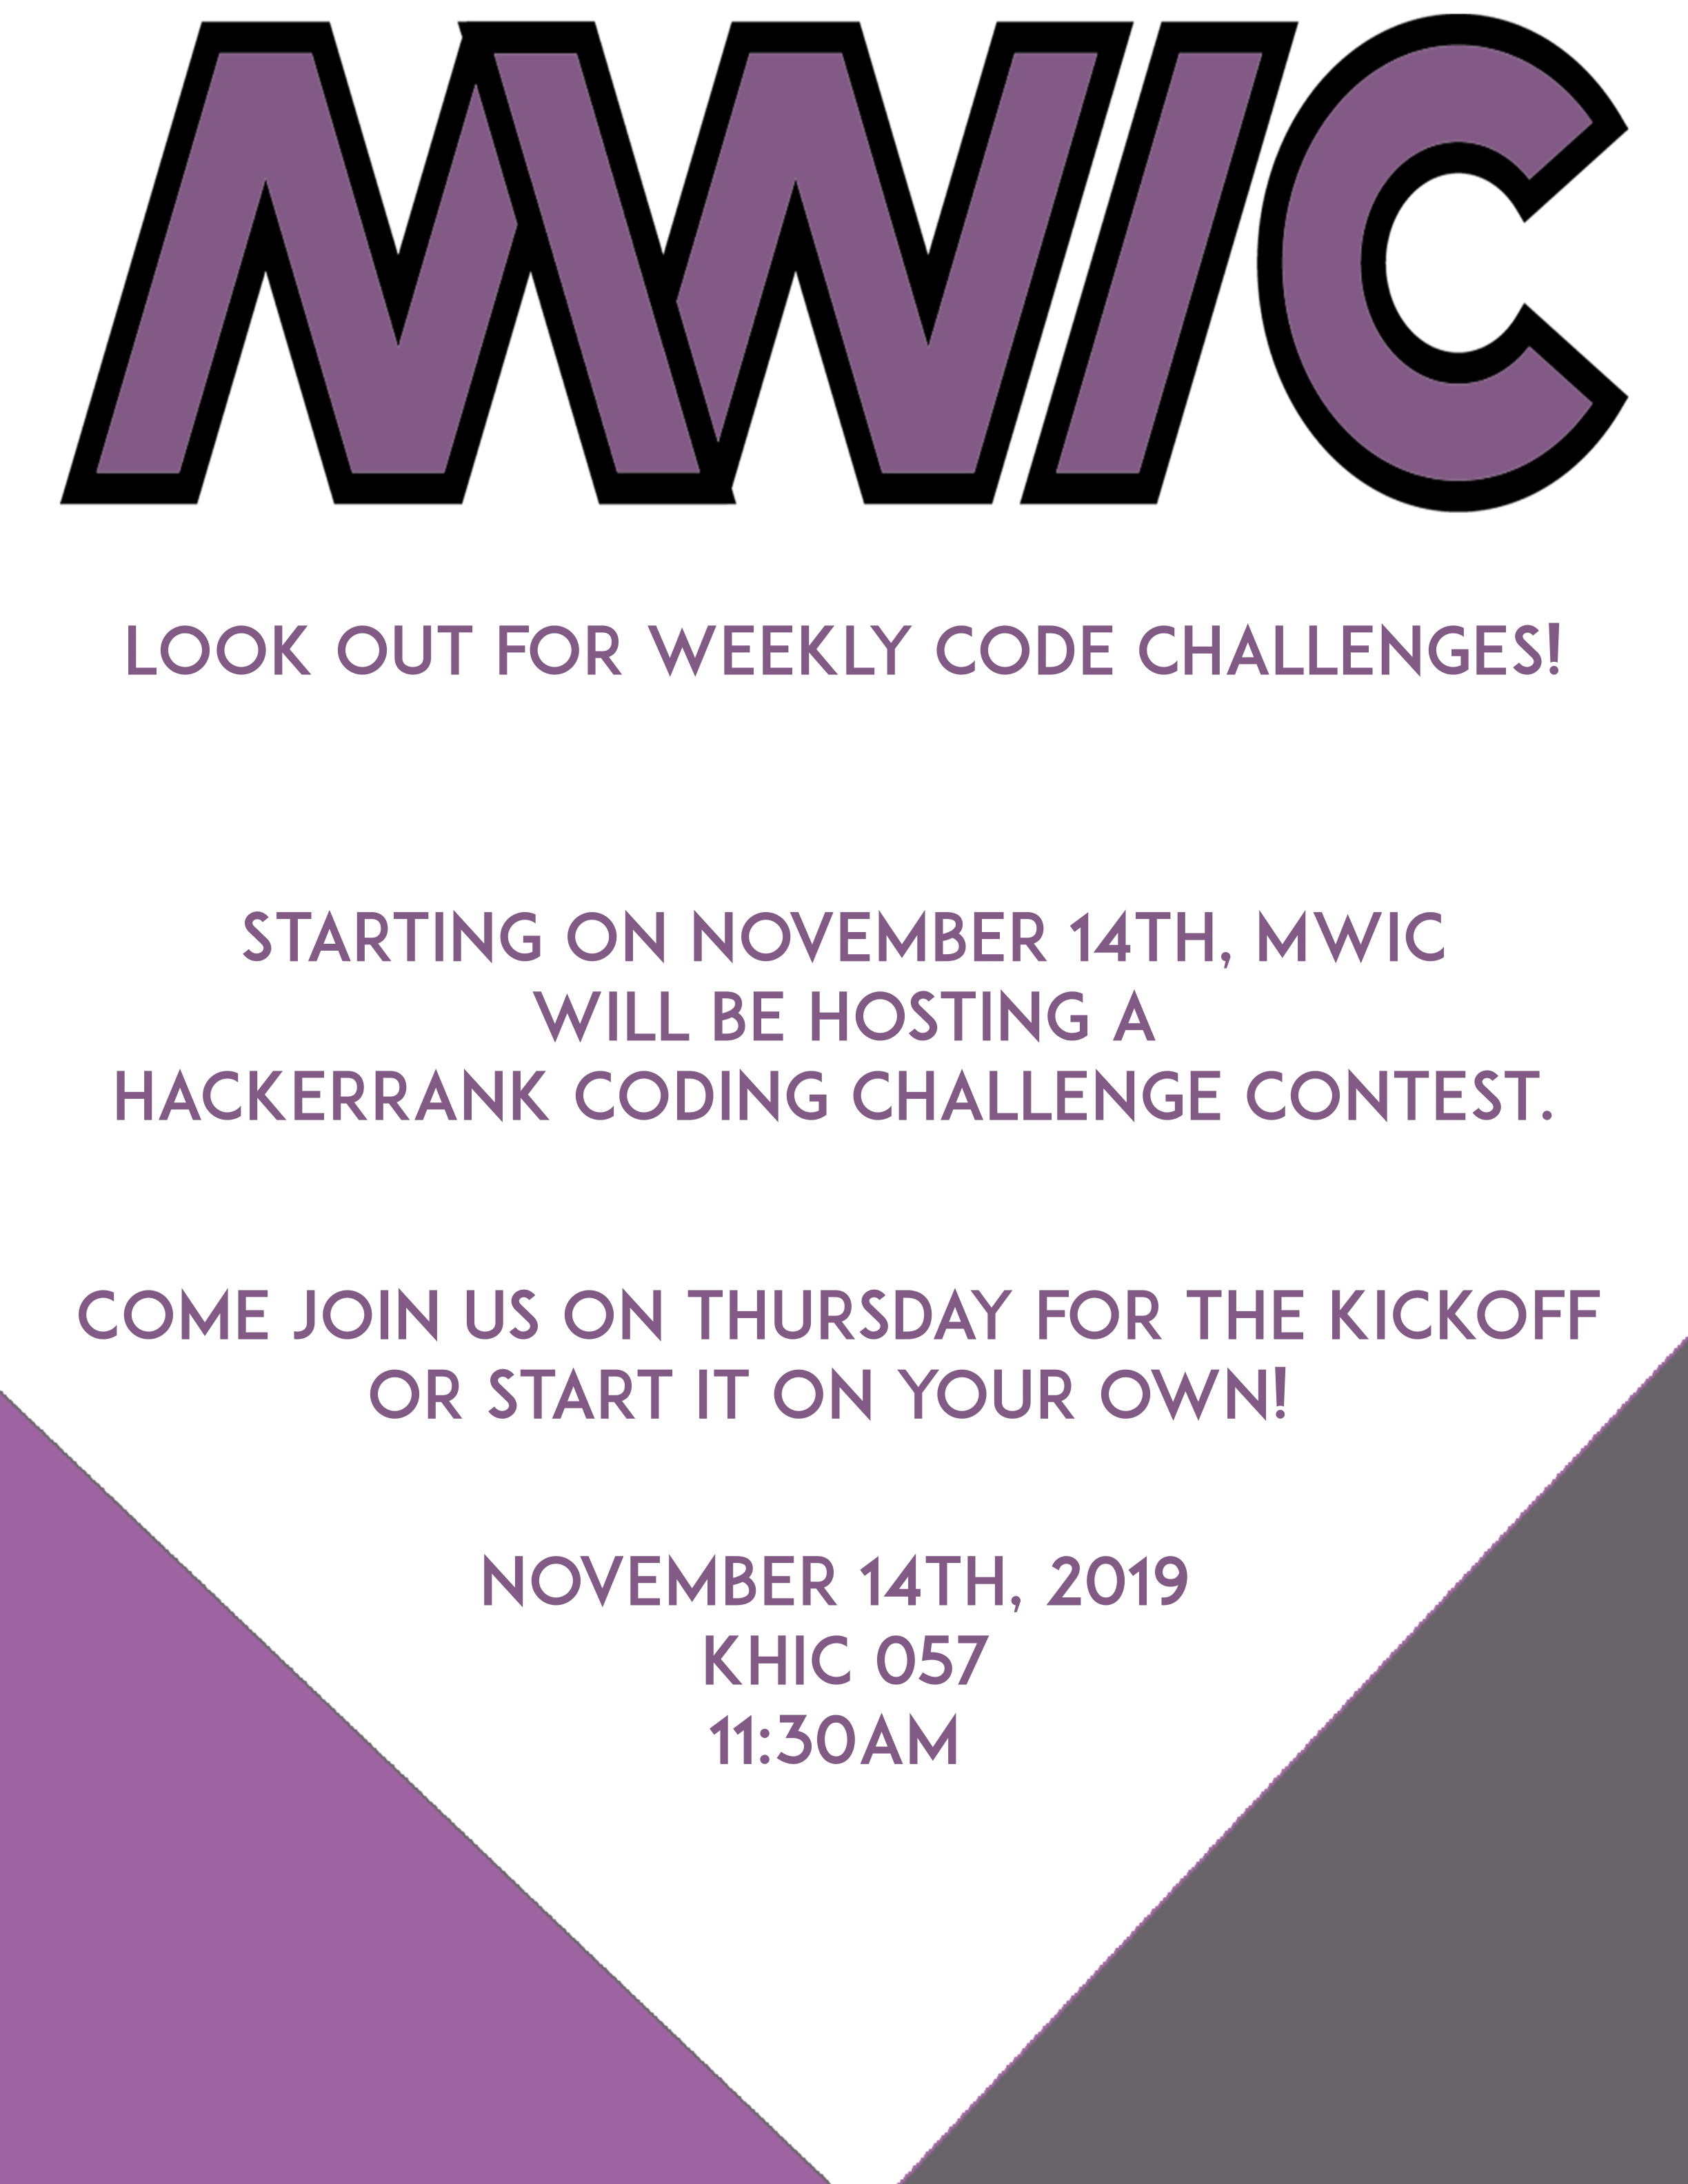 MWIC
LOOK OUT FOR WEEKLY CODE CHALLENGES!
STARTING ON NOVEMBER 14TH, MWIC
WILL BE HOSTING A
HACKERRANK CODING CHALLENGE CONTEST.
COME JOIN US ON THURSDAY FOR THE KICKOFF
OR START IT ON YOUR OWN!
NOVEMBER 14TH, 2019
KHIC 057
11:30AM